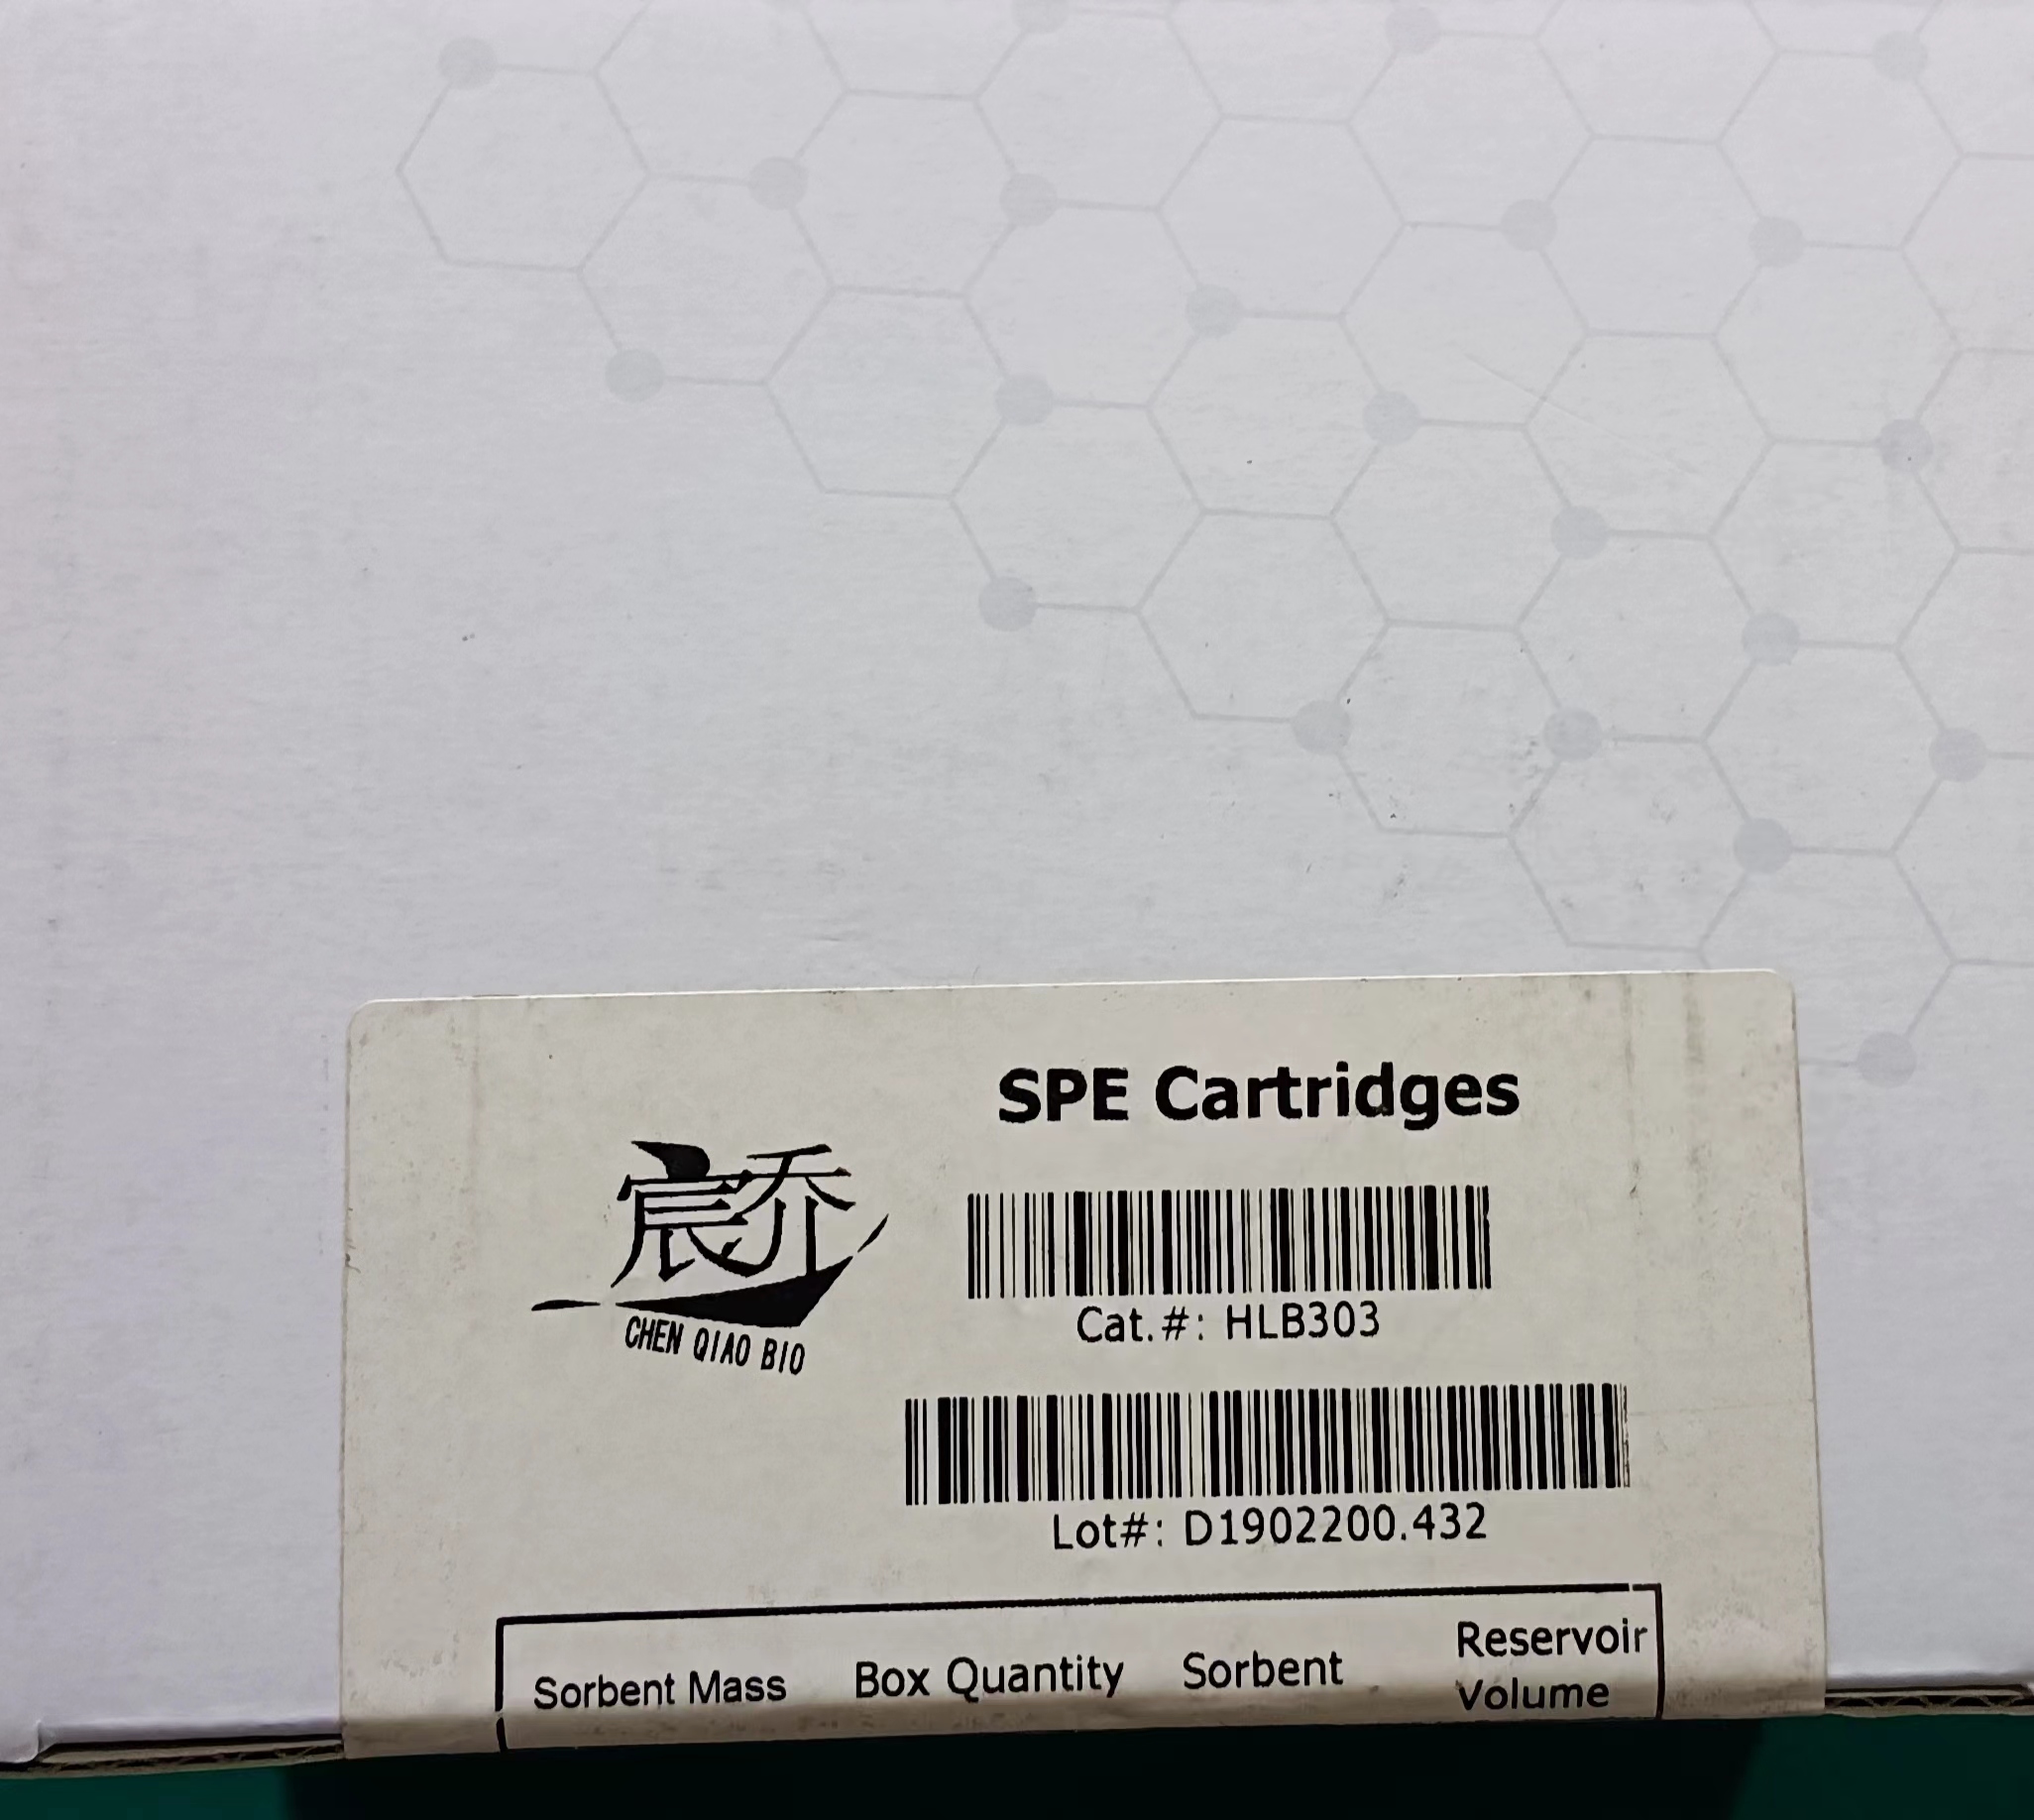 SPE Cartridges
宸乔
CHEN QIAO BIO
Cat.#: HLB303
Lot#: D1902200.432
Sorbent Mass Box Quantity Sorbent Reservoir Volume